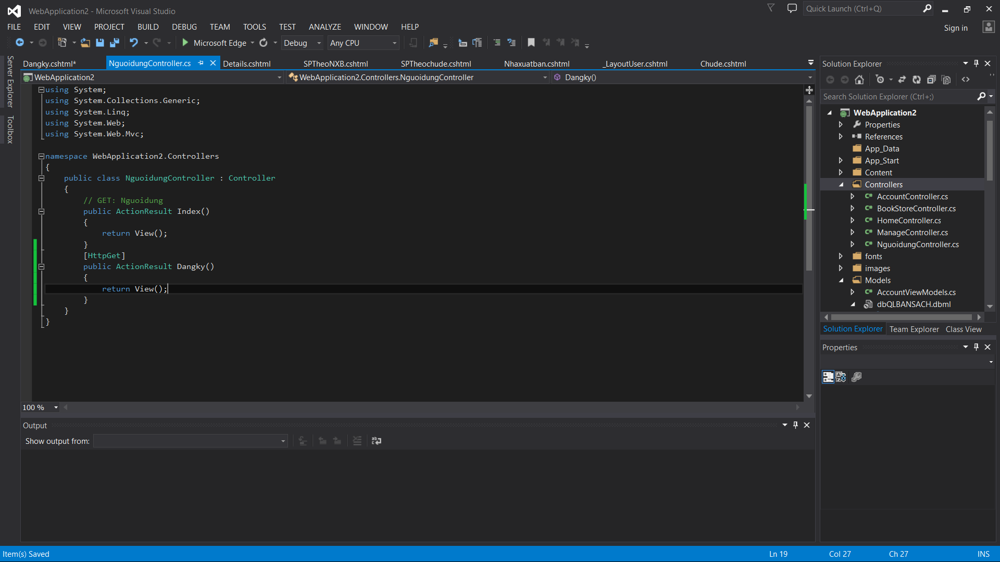 WebApplication2 - Microsoft Visual Studio
Quick Launch (Ctrl+Q)
FILE EDIT VIEW PROJECT BUILD DEBUG TEAM TOOLS TEST ANALYZE WINDOW HELP
Sign in
Microsoft Edge Debug Any CPU
Server Explorer
Toolbox
Dangky.cshtml* NguoidungController.cs Details.cshtml SPTheoNXB.cshtml SPTheochude.cshtml Nhaxuatban.cshtml _LayoutUser.cshtml Chude.cshtml
WebApplication2 WebApplication2.Controllers.NguoidungController Dangky()
using System;
using System.Collections.Generic;
using System.Linq;
using System.Web;
using System.Web.Mvc;
namespace WebApplication2.Controllers
{
public class NguoidungController : Controller
{
// GET: Nguoidung
public ActionResult Index()
{
return View();
}
[HttpGet]
public ActionResult Dangky()
{
return View();
}
}
}
100 %
Output
Show output from:
Solution Explorer
Search Solution Explorer (Ctrl+;)
WebApplication2
Properties
References
App_Data
App_Start
Content
Controllers
C# AccountController.cs
C# BookStoreController.cs
C# HomeController.cs
C# ManageController.cs
C# NguoidungController.cs
fonts
images
Models
C# AccountViewModels.cs
dbQLBANSACH.dbml
Solution Explorer Team Explorer Class View
Properties
Item(s) Saved
Ln 19 Col 27 Ch 27 INS